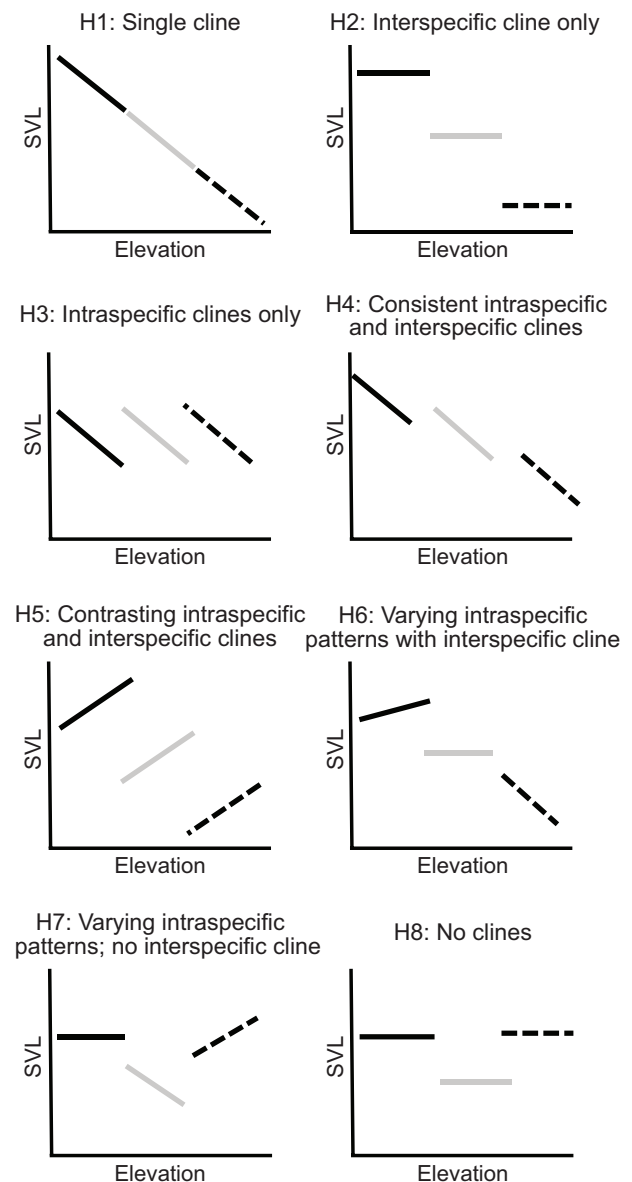 H1: Single cline
SVL
Elevation
H2: Interspecific cline only
SVL
Elevation
H3: Intraspecific clines only
SVL
Elevation
H4: Consistent intraspecific
and interspecific clines
SVL
Elevation
H5: Contrasting intraspecific
and interspecific clines
SVL
Elevation
H6: Varying intraspecific
patterns with interspecific cline
SVL
Elevation
H7: Varying intraspecific
patterns; no interspecific cline
SVL
Elevation
H8: No clines
SVL
Elevation